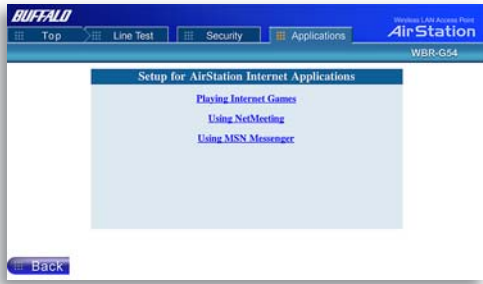 BUFFALO
Wireless LAN Access Point
AirStation
Top
Line Test
Security
Applications
WBR-G54
Setup for AirStation Internet Applications
Playing Internet Games
Using NetMeeting
Using MSN Messenger
Back